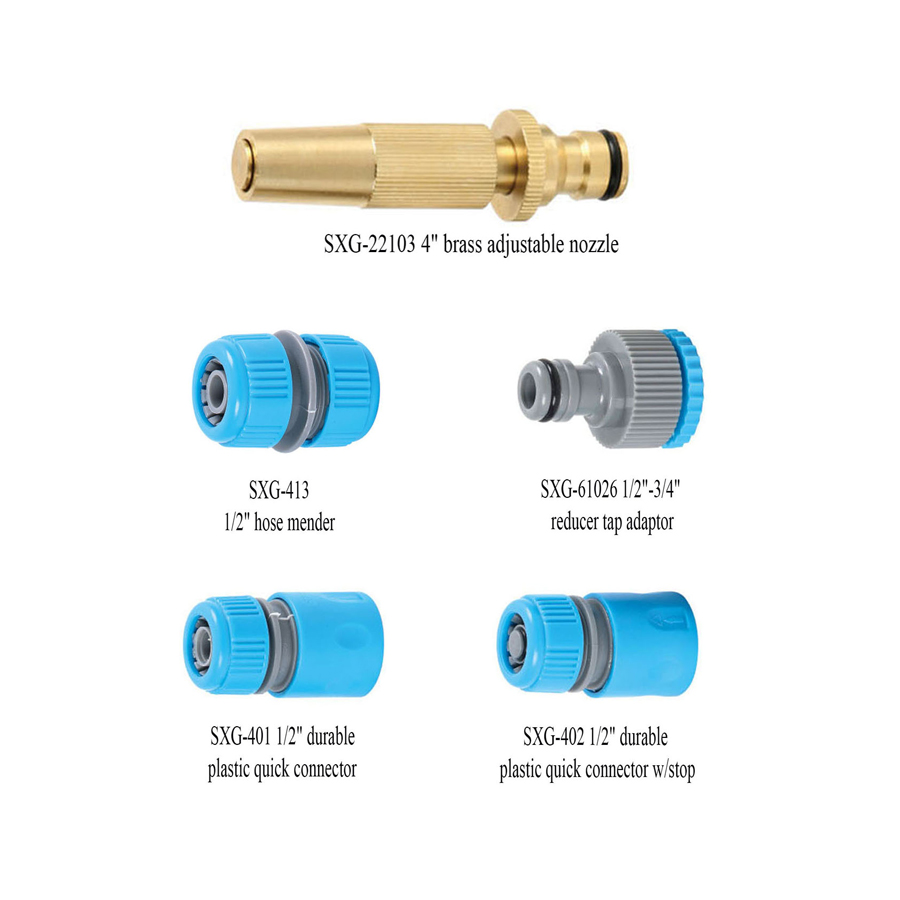 SXG-22103 4" brass adjustable nozzle
SXG-413
1/2" hose mender
SXG-61026 1/2"-3/4"
reducer tap adaptor
SXG-401 1/2" durable
plastic quick connector
SXG-402 1/2" durable
plastic quick connector w/stop